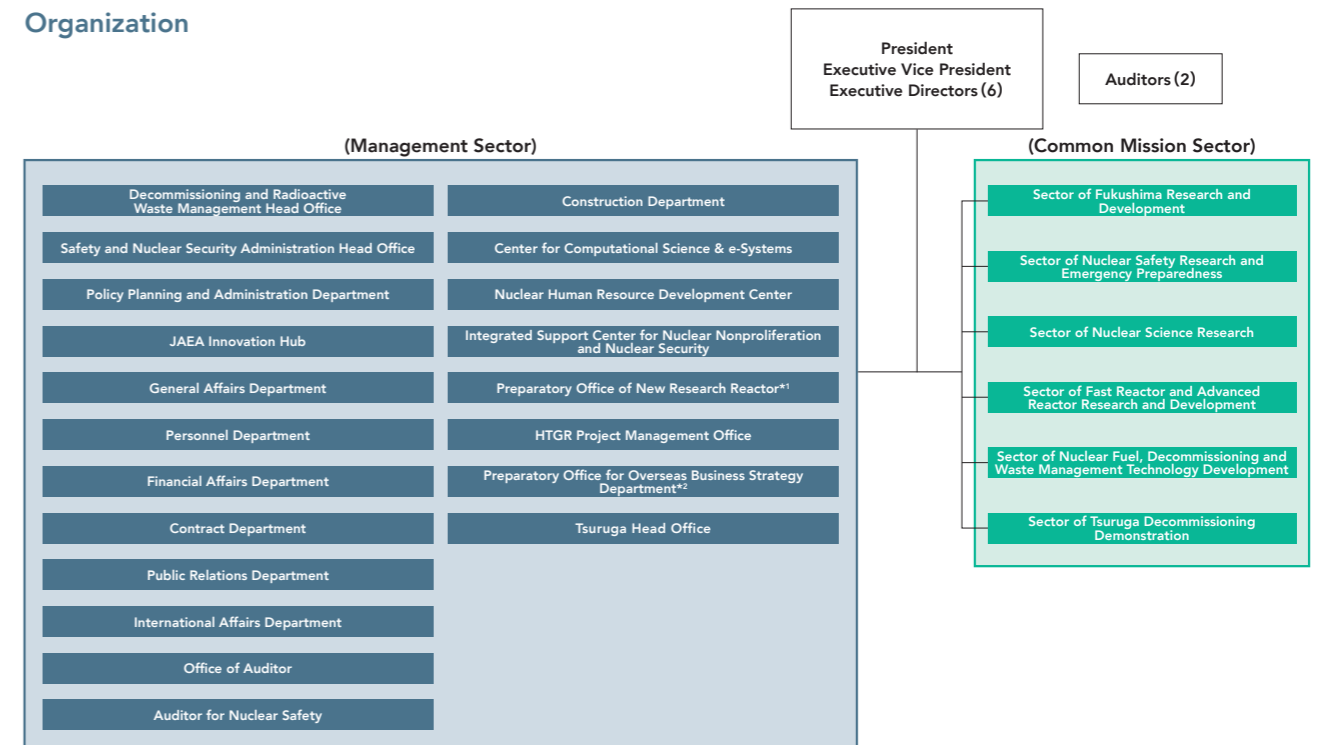 Organization
President
Executive Vice President
Executive Directors (6)
Auditors (2)
(Management Sector)
Decommissioning and Radioactive
Waste Management Head Office
Safety and Nuclear Security Administration Head Office
Policy Planning and Administration Department
JAEA Innovation Hub
General Affairs Department
Personnel Department
Financial Affairs Department
Contract Department
Public Relations Department
International Affairs Department
Office of Auditor
Auditor for Nuclear Safety
Construction Department
Center for Computational Science & e-Systems
Nuclear Human Resource Development Center
Integrated Support Center for Nuclear Nonproliferation
and Nuclear Security
Preparatory Office of New Research Reactor*1
HTGR Project Management Office
Preparatory Office for Overseas Business Strategy
Department*2
Tsuruga Head Office
(Common Mission Sector)
Sector of Fukushima Research and
Development
Sector of Nuclear Safety Research and
Emergency Preparedness
Sector of Nuclear Science Research
Sector of Fast Reactor and Advanced
Reactor Research and Development
Sector of Nuclear Fuel, Decommissioning and
Waste Management Technology Development
Sector of Tsuruga Decommissioning
Demonstration